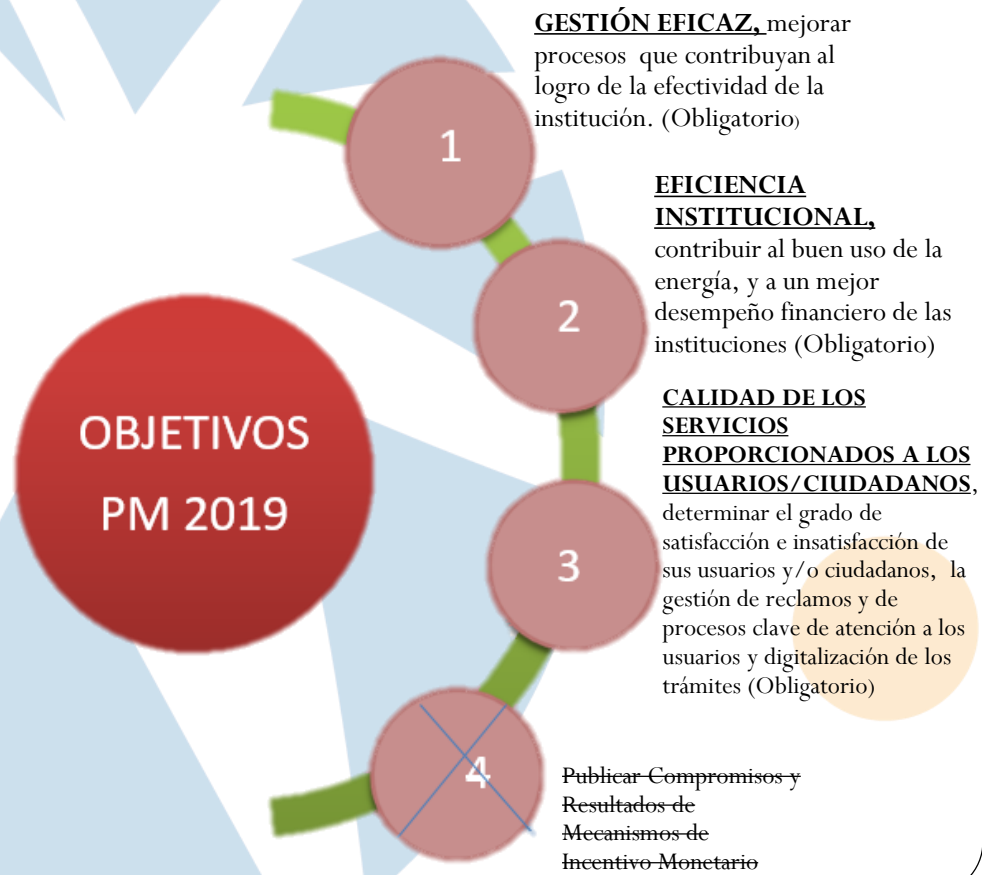 GESTIÓN EFICAZ, mejorar
procesos que contribuyan al
logro de la efectividad de la
institución. (Obligatorio)
1
EFICIENCIA
INSTITUCIONAL,
contribuir al buen uso de la
energía, y a un mejor
desempeño financiero de las
instituciones (Obligatorio)
2
CALIDAD DE LOS
SERVICIOS
PROPORCIONADOS A LOS
USUARIOS/CIUDADANOS,
determinar el grado de
satisfacción e insatisfacción de
sus usuarios y/o ciudadanos, la
gestión de reclamos y de
procesos clave de atención a los
usuarios y digitalización de los
trámites (Obligatorio)
3
OBJETIVOS
PM 2019
4
Publicar Compromisos y
Resultados de
Mecanismos de
Incentivo Monetario